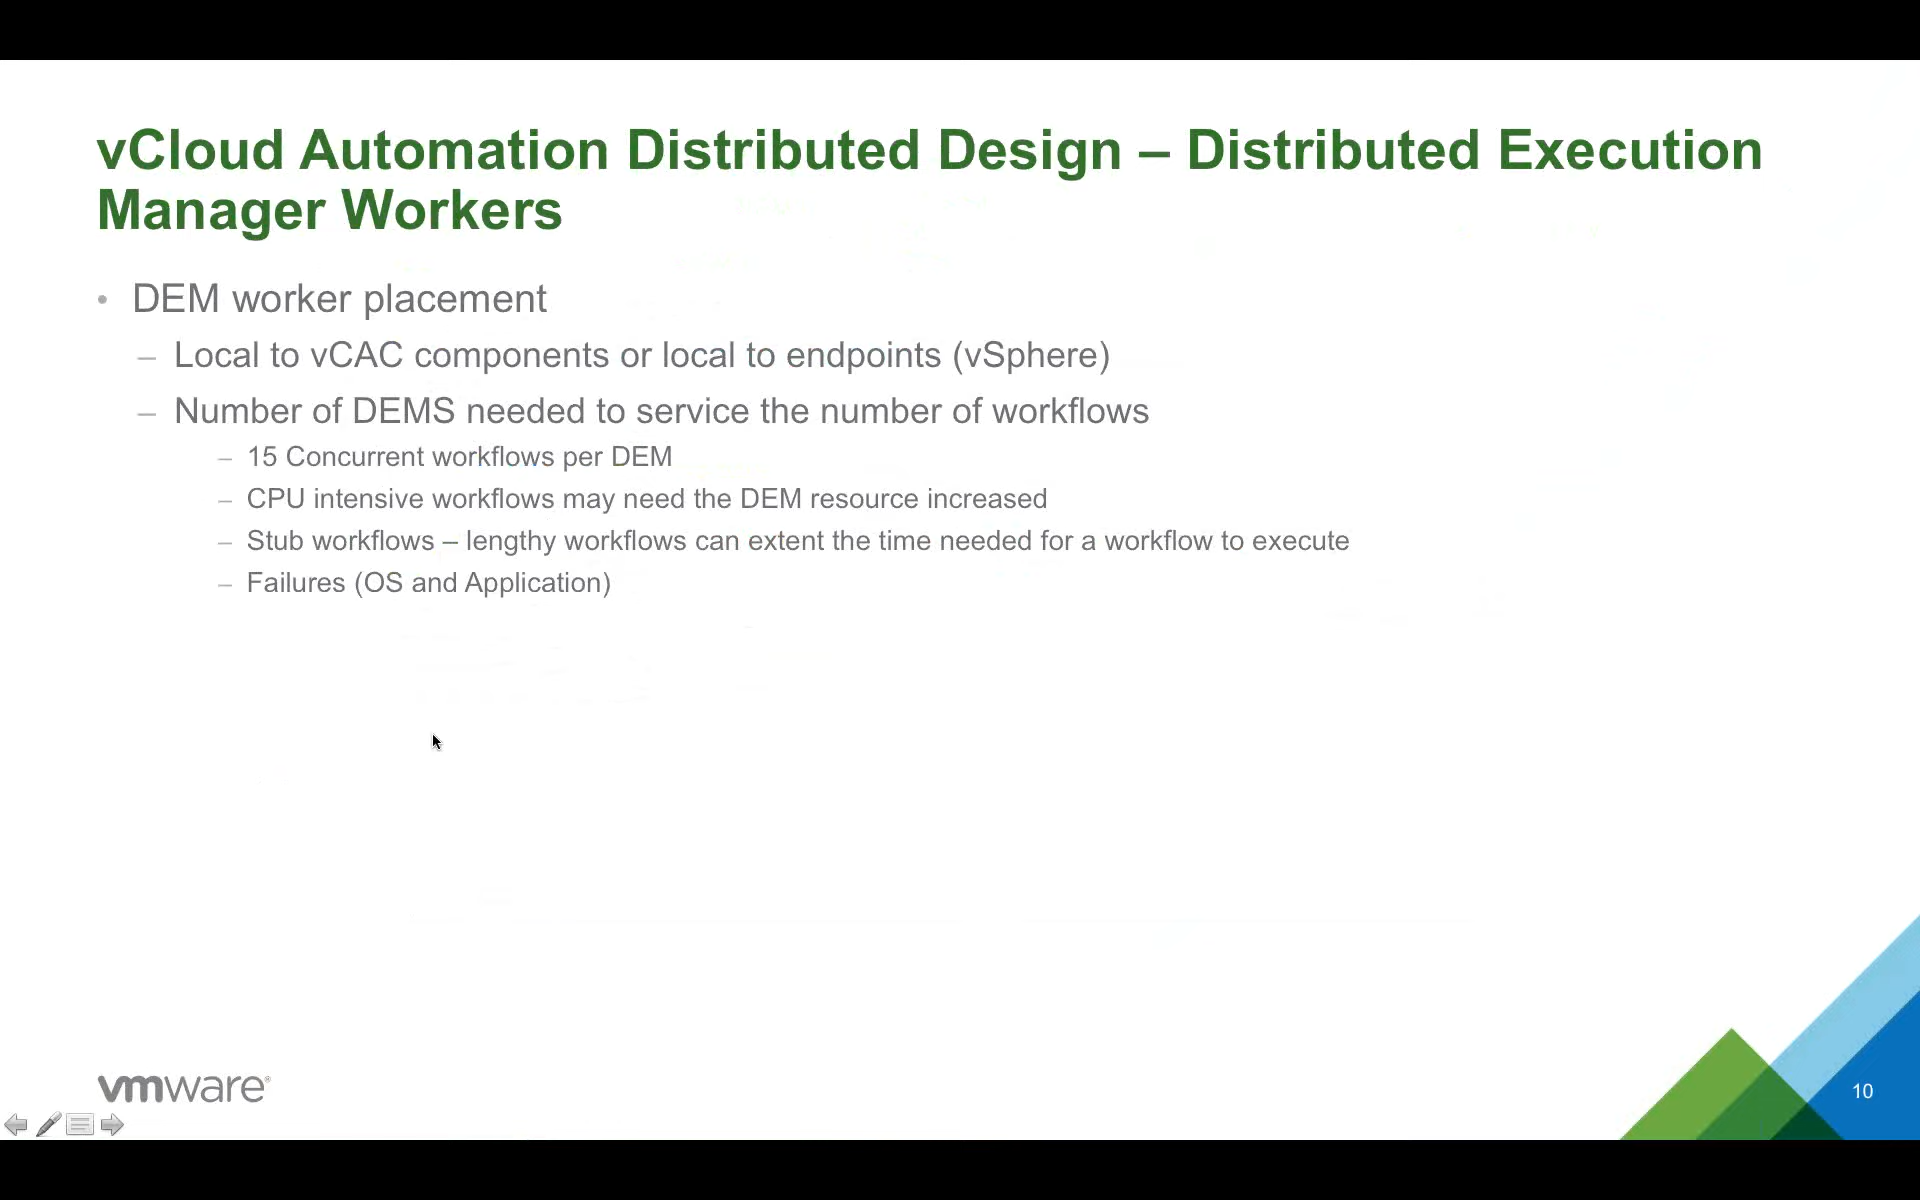 vCloud Automation Distributed Design – Distributed Execution
Manager Workers
• DEM worker placement
– Local to vCAC components or local to endpoints (vSphere)
– Number of DEMS needed to service the number of workflows
– 15 Concurrent workflows per DEM
– CPU intensive workflows may need the DEM resource increased
– Stub workflows – lengthy workflows can extent the time needed for a workflow to execute
– Failures (OS and Application)
vmware®
10